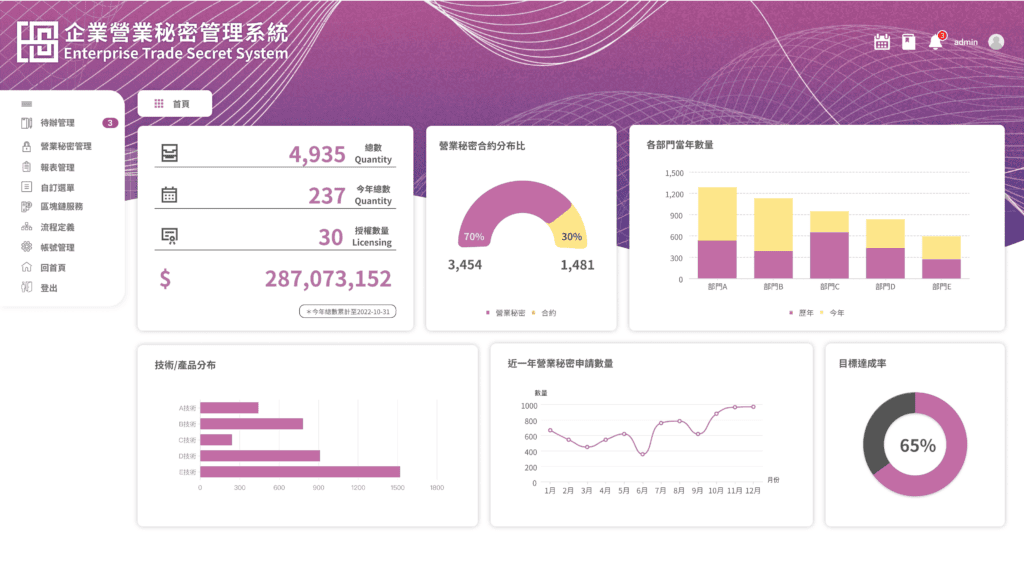 企業營業秘密管理系統
Enterprise Trade Secret System
3
admin
待辦管理 3
營業秘密管理
報表管理
自訂選單
區塊鏈服務
流程定義
帳號管理
回首頁
登出
首頁
4,935 總數 Quantity
237 今年總數 Quantity
30 授權數量 Licensing
$ 287,073,152
＊今年總數累計至2022-10-31
營業秘密合約分布比
70% 30%
3,454 1,481
營業秘密 合約
各部門當年數量
1,500
1,200
900
600
300
0
部門A 部門B 部門C 部門D 部門E
歷年 今年
技術/產品分布
A技術
B技術
C技術
D技術
E技術
0 300 600 900 1200 1500 1800
近一年營業秘密申請數量
數量
1000
800
600
400
200
0
1月 2月 3月 4月 5月 6月 7月 8月 9月 10月 11月 12月
月份
目標達成率
65%